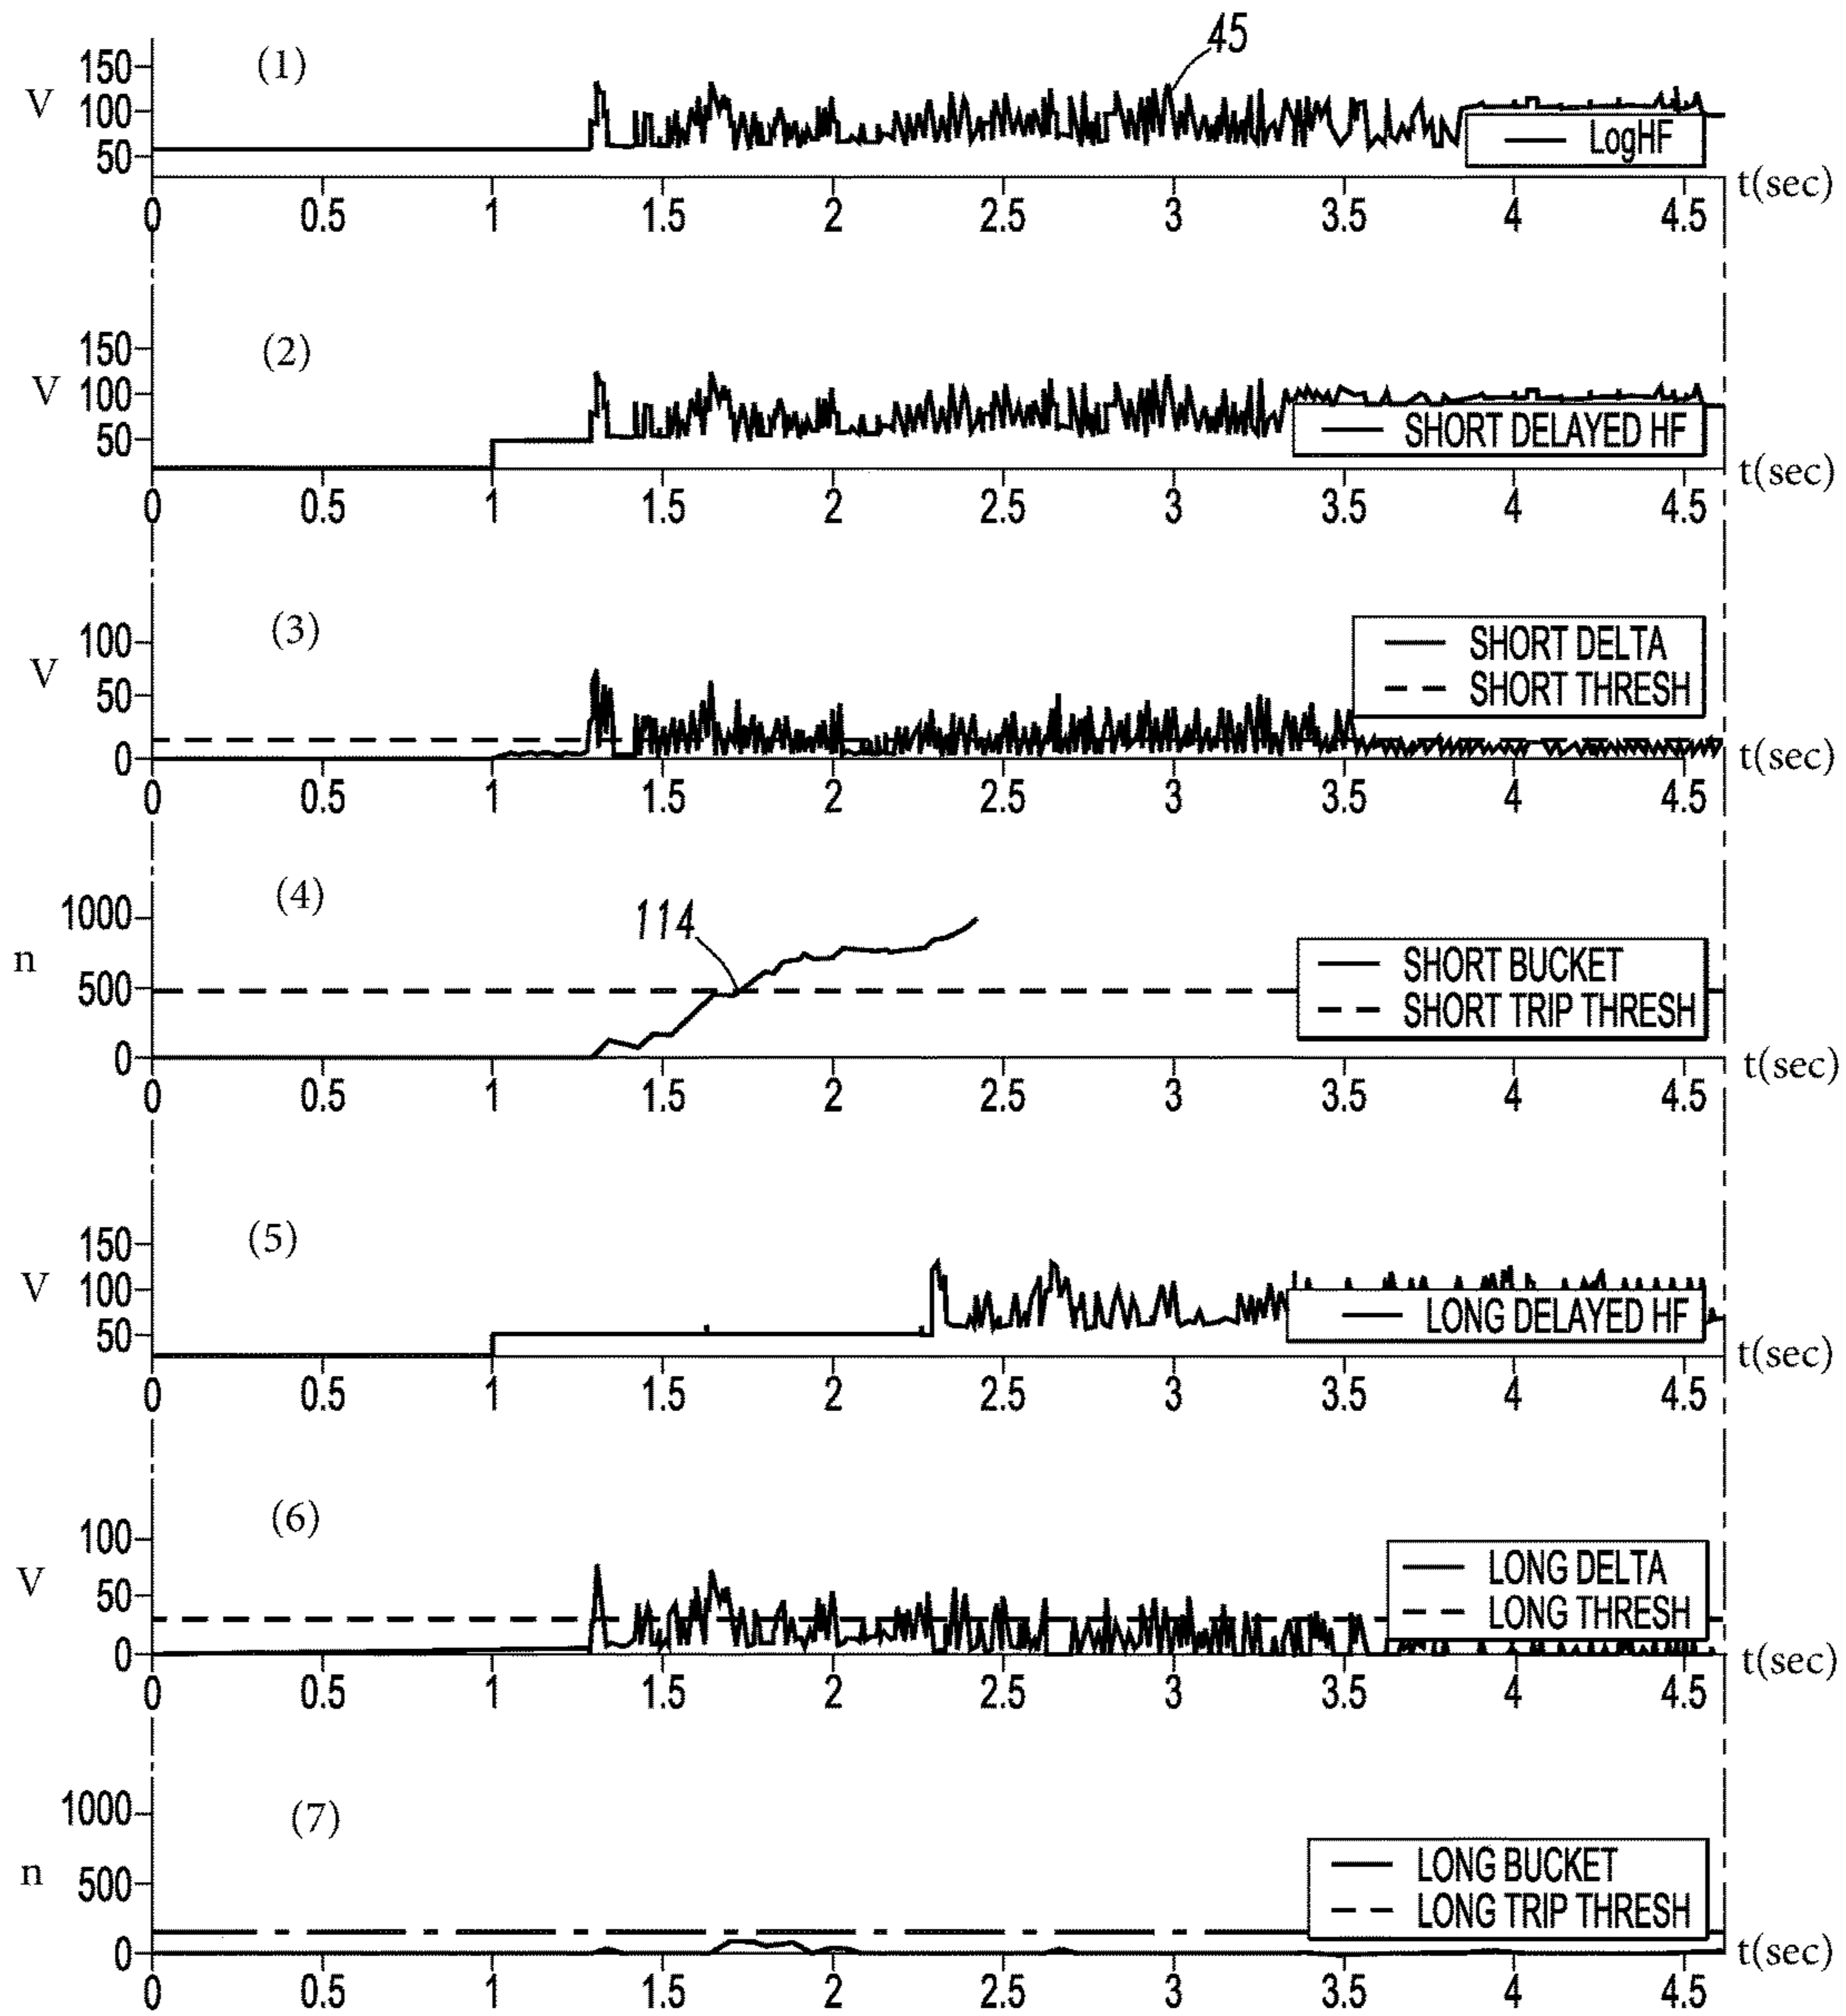 (1)
45
V
150
100
50
LogHF
t(sec)
0 0.5 1 1.5 2 2.5 3 3.5 4 4.5
(2)
V
150
100
50
SHORT DELAYED HF
t(sec)
0 0.5 1 1.5 2 2.5 3 3.5 4 4.5
(3)
V
100
50
0
SHORT DELTA
SHORT THRESH
t(sec)
0 0.5 1 1.5 2 2.5 3 3.5 4 4.5
(4)
114
n
1000
500
0
SHORT BUCKET
SHORT TRIP THRESH
t(sec)
0 0.5 1 1.5 2 2.5 3 3.5 4 4.5
(5)
V
150
100
50
LONG DELAYED HF
t(sec)
0 0.5 1 1.5 2 2.5 3 3.5 4 4.5
(6)
V
100
50
0
LONG DELTA
LONG THRESH
t(sec)
0 0.5 1 1.5 2 2.5 3 3.5 4 4.5
(7)
n
1000
500
0
LONG BUCKET
LONG TRIP THRESH
t(sec)
0 0.5 1 1.5 2 2.5 3 3.5 4 4.5